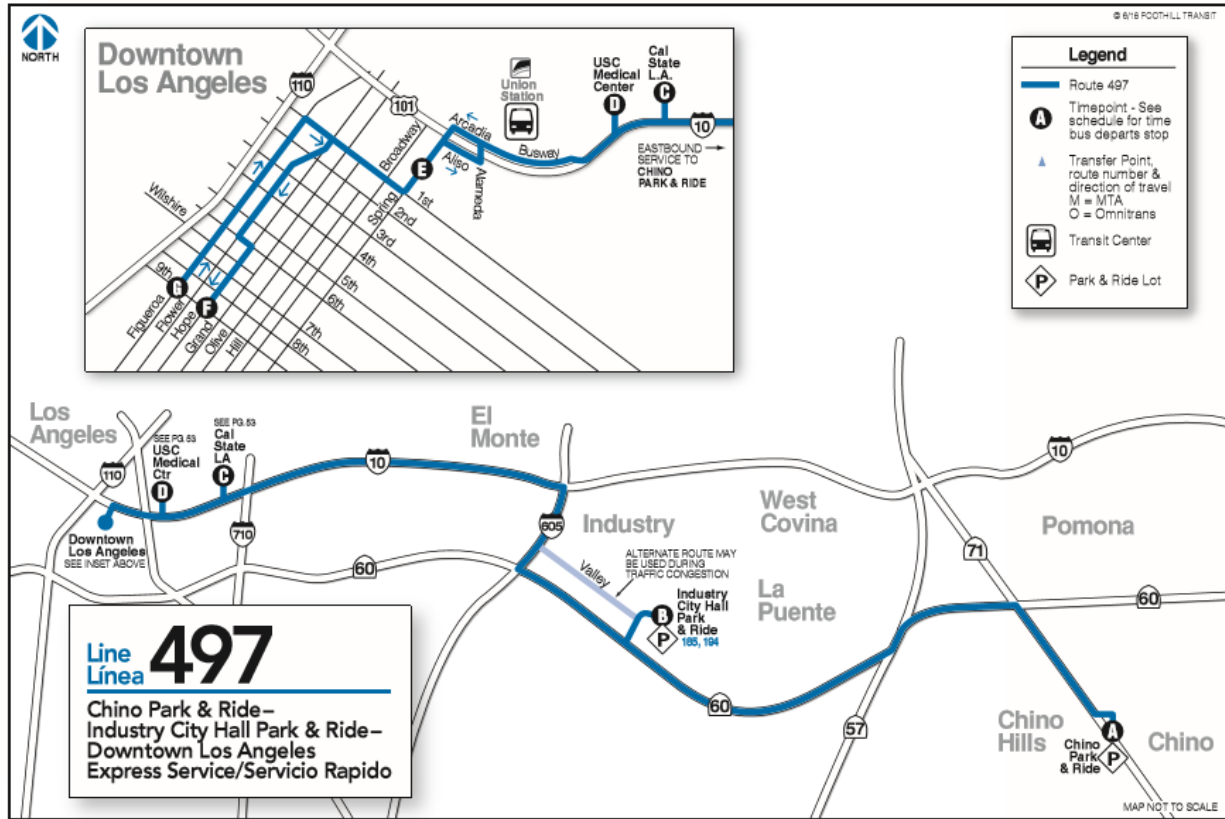 © 6/16 FOOTHILL TRANSIT
NORTH
Downtown
Los Angeles
110
101
Union
Station
USC
Medical
Center
D
Cal
State
L.A.
C
10
Broadway
Arcadia
Busway
E
Aliso
Alameda
EASTBOUND
SERVICE TO
CHINO
PARK & RIDE
Wilshire
Spring
1st
2nd
3rd
4th
5th
6th
7th
8th
9th
G
F
Figueroa
Flower
Hope
Grand
Olive
Hill
Legend
Route 497
A
Timepoint - See
schedule for time
bus departs stop
Transfer Point,
route number &
direction of travel
M = MTA
O = Omnitrans
Transit Center
P
Park & Ride Lot
Los
Angeles
110
SEE PG. 53
USC
Medical
Ctr
D
SEE PG. 53
Cal
State
LA
C
10
El
Monte
710
Downtown
Los Angeles
SEE INSET ABOVE
60
605
Industry
Valley
ALTERNATE ROUTE MAY
BE USED DURING
TRAFFIC CONGESTION
B
P
Industry
City Hall
Park
& Ride
185, 194
West
Covina
La
Puente
10
Pomona
71
60
60
57
Chino
Hills
Chino
A
P
Chino
Park
& Ride
Line
Línea
497
Chino Park & Ride–
Industry City Hall Park & Ride–
Downtown Los Angeles
Express Service/Servicio Rapido
MAP NOT TO SCALE